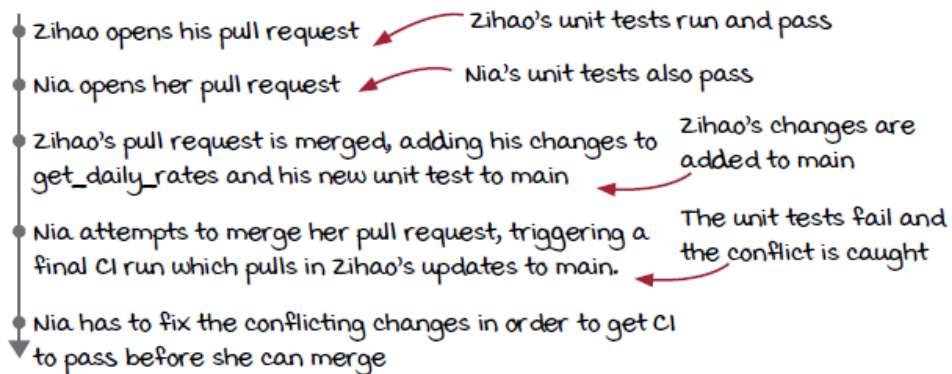 Zihao opens his pull request
Zihao's unit tests run and pass
Nia opens her pull request
Nia's unit tests also pass
Zihao's pull request is merged, adding his changes to
get_daily_rates and his new unit test to main
Zihao's changes are
added to main
Nia attempts to merge her pull request, triggering a
final CI run which pulls in Zihao's updates to main.
The unit tests fail and
the conflict is caught
Nia has to fix the conflicting changes in order to get CI
to pass before she can merge